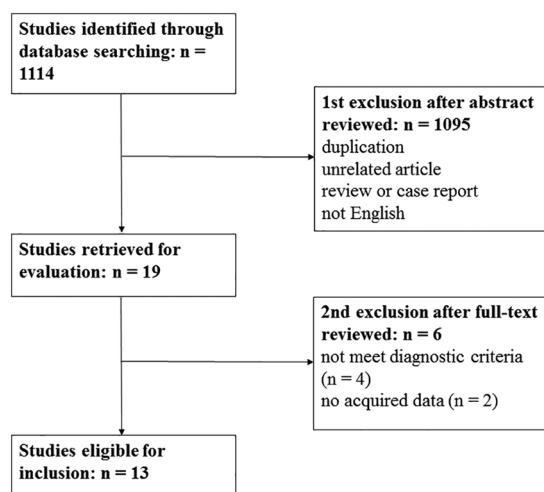 Studies identified through
database searching: n =
1114
1st exclusion after abstract
reviewed: n = 1095
duplication
unrelated article
review or case report
not English
Studies retrieved for
evaluation: n = 19
2nd exclusion after full-text
reviewed: n = 6
not meet diagnostic criteria
(n = 4)
no acquired data (n = 2)
Studies eligible for
inclusion: n = 13